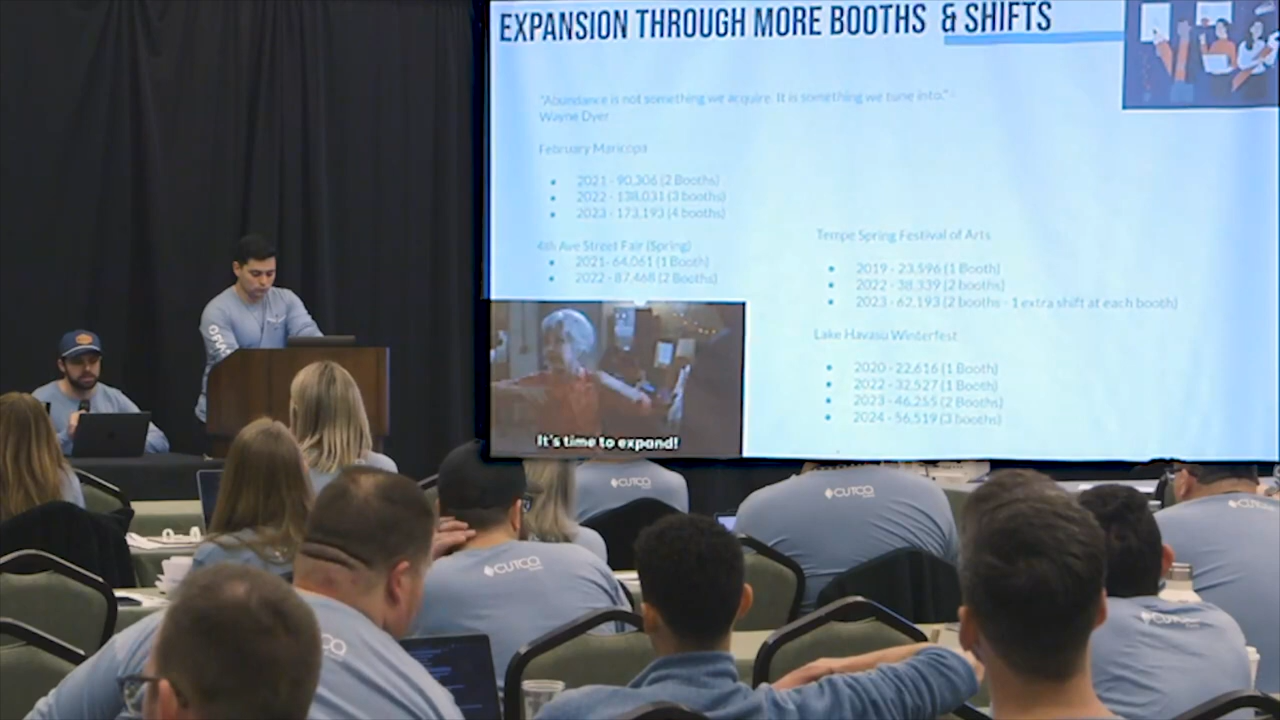 EXPANSION THROUGH MORE BOOTHS & SHIFTS
"Abundance is not something we acquire. It is something we tune into." -
Wayne Dyer
February Maricopa
2021 - 90,306 (2 Booths)
2022 - 138,031 (3 booths)
2023 - 173,193 (4 booths)
4th Ave Street Fair (Spring)
2021- 64,061 (1 Booth)
2022 - 87,468 (2 Booths)
It's time to expand!
Tempe Spring Festival of Arts
2019 - 23,596 (1 Booth)
2022 - 38,339 (2 booths)
2023 - 62,193 (2 booths - 1 extra shift at each booth)
Lake Havasu Winterfest
2020 - 22,616 (1 Booth)
2022 - 32,527 (1 Booth)
2023 - 46,255 (2 Booths)
2024 - 56,519 (3 booths)
CUTCO
CUTCO
CUTCO
CUTCO
CUTCO
CO